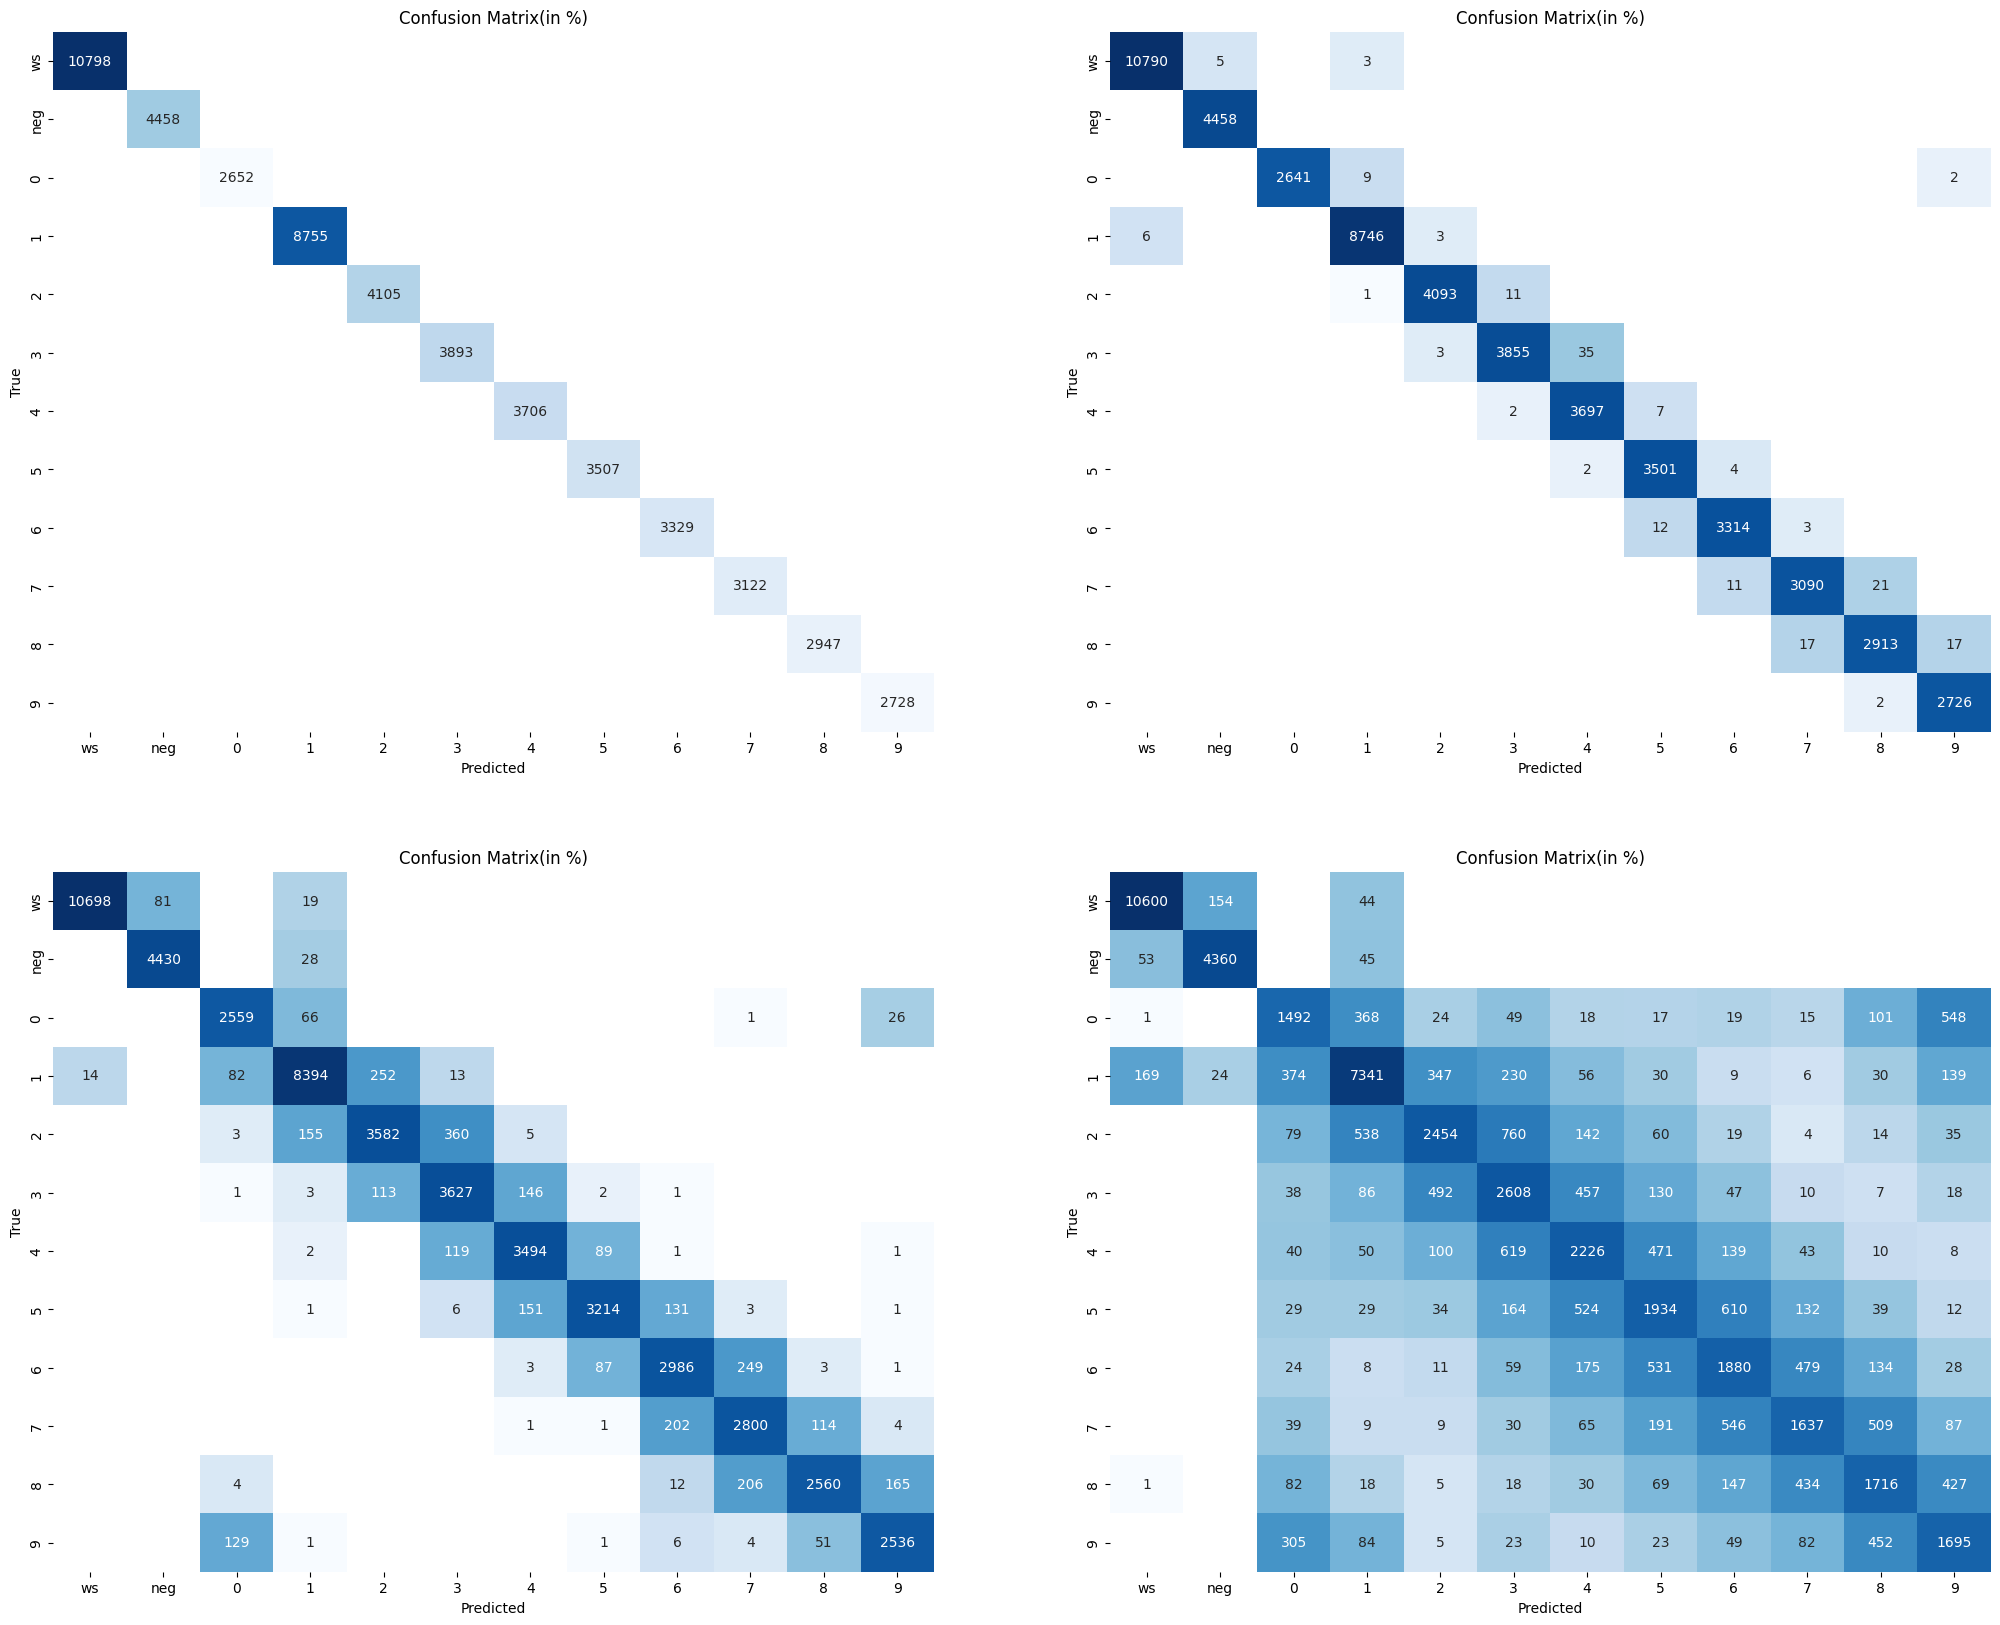 Confusion Matrix(in %)
ws 10798
neg 4458
0 2652
1 8755
2 4105
3 3893
4 3706
5 3507
6 3329
7 3122
8 2947
9 2728
True
ws neg 0 1 2 3 4 5 6 7 8 9
Predicted
Confusion Matrix(in %)
ws 10790 5 3
neg 4458
0 2641 9 2
1 6 8746 3
2 1 4093 11
3 3 3855 35
4 2 3697 7
5 2 3501 4
6 12 3314 3
7 11 3090 21
8 17 2913 17
9 2 2726
True
ws neg 0 1 2 3 4 5 6 7 8 9
Predicted
Confusion Matrix(in %)
ws 10698 81 19
neg 4430 28
0 2559 66 1 26
1 14 82 8394 252 13
2 3 155 3582 360 5
3 1 3 113 3627 146 2 1
4 2 119 3494 89 1 1
5 1 6 151 3214 131 3 1
6 3 87 2986 249 3 1
7 1 1 202 2800 114 4
8 4 12 206 2560 165
9 129 1 1 6 4 51 2536
True
ws neg 0 1 2 3 4 5 6 7 8 9
Predicted
Confusion Matrix(in %)
ws 10600 154 44
neg 53 4360 45
0 1 1492 368 24 49 18 17 19 15 101 548
1 169 24 374 7341 347 230 56 30 9 6 30 139
2 79 538 2454 760 142 60 19 4 14 35
3 38 86 492 2608 457 130 47 10 7 18
4 40 50 100 619 2226 471 139 43 10 8
5 29 29 34 164 524 1934 610 132 39 12
6 24 8 11 59 175 531 1880 479 134 28
7 39 9 9 30 65 191 546 1637 509 87
8 1 82 18 5 18 30 69 147 434 1716 427
9 305 84 5 23 10 23 49 82 452 1695
True
ws neg 0 1 2 3 4 5 6 7 8 9
Predicted